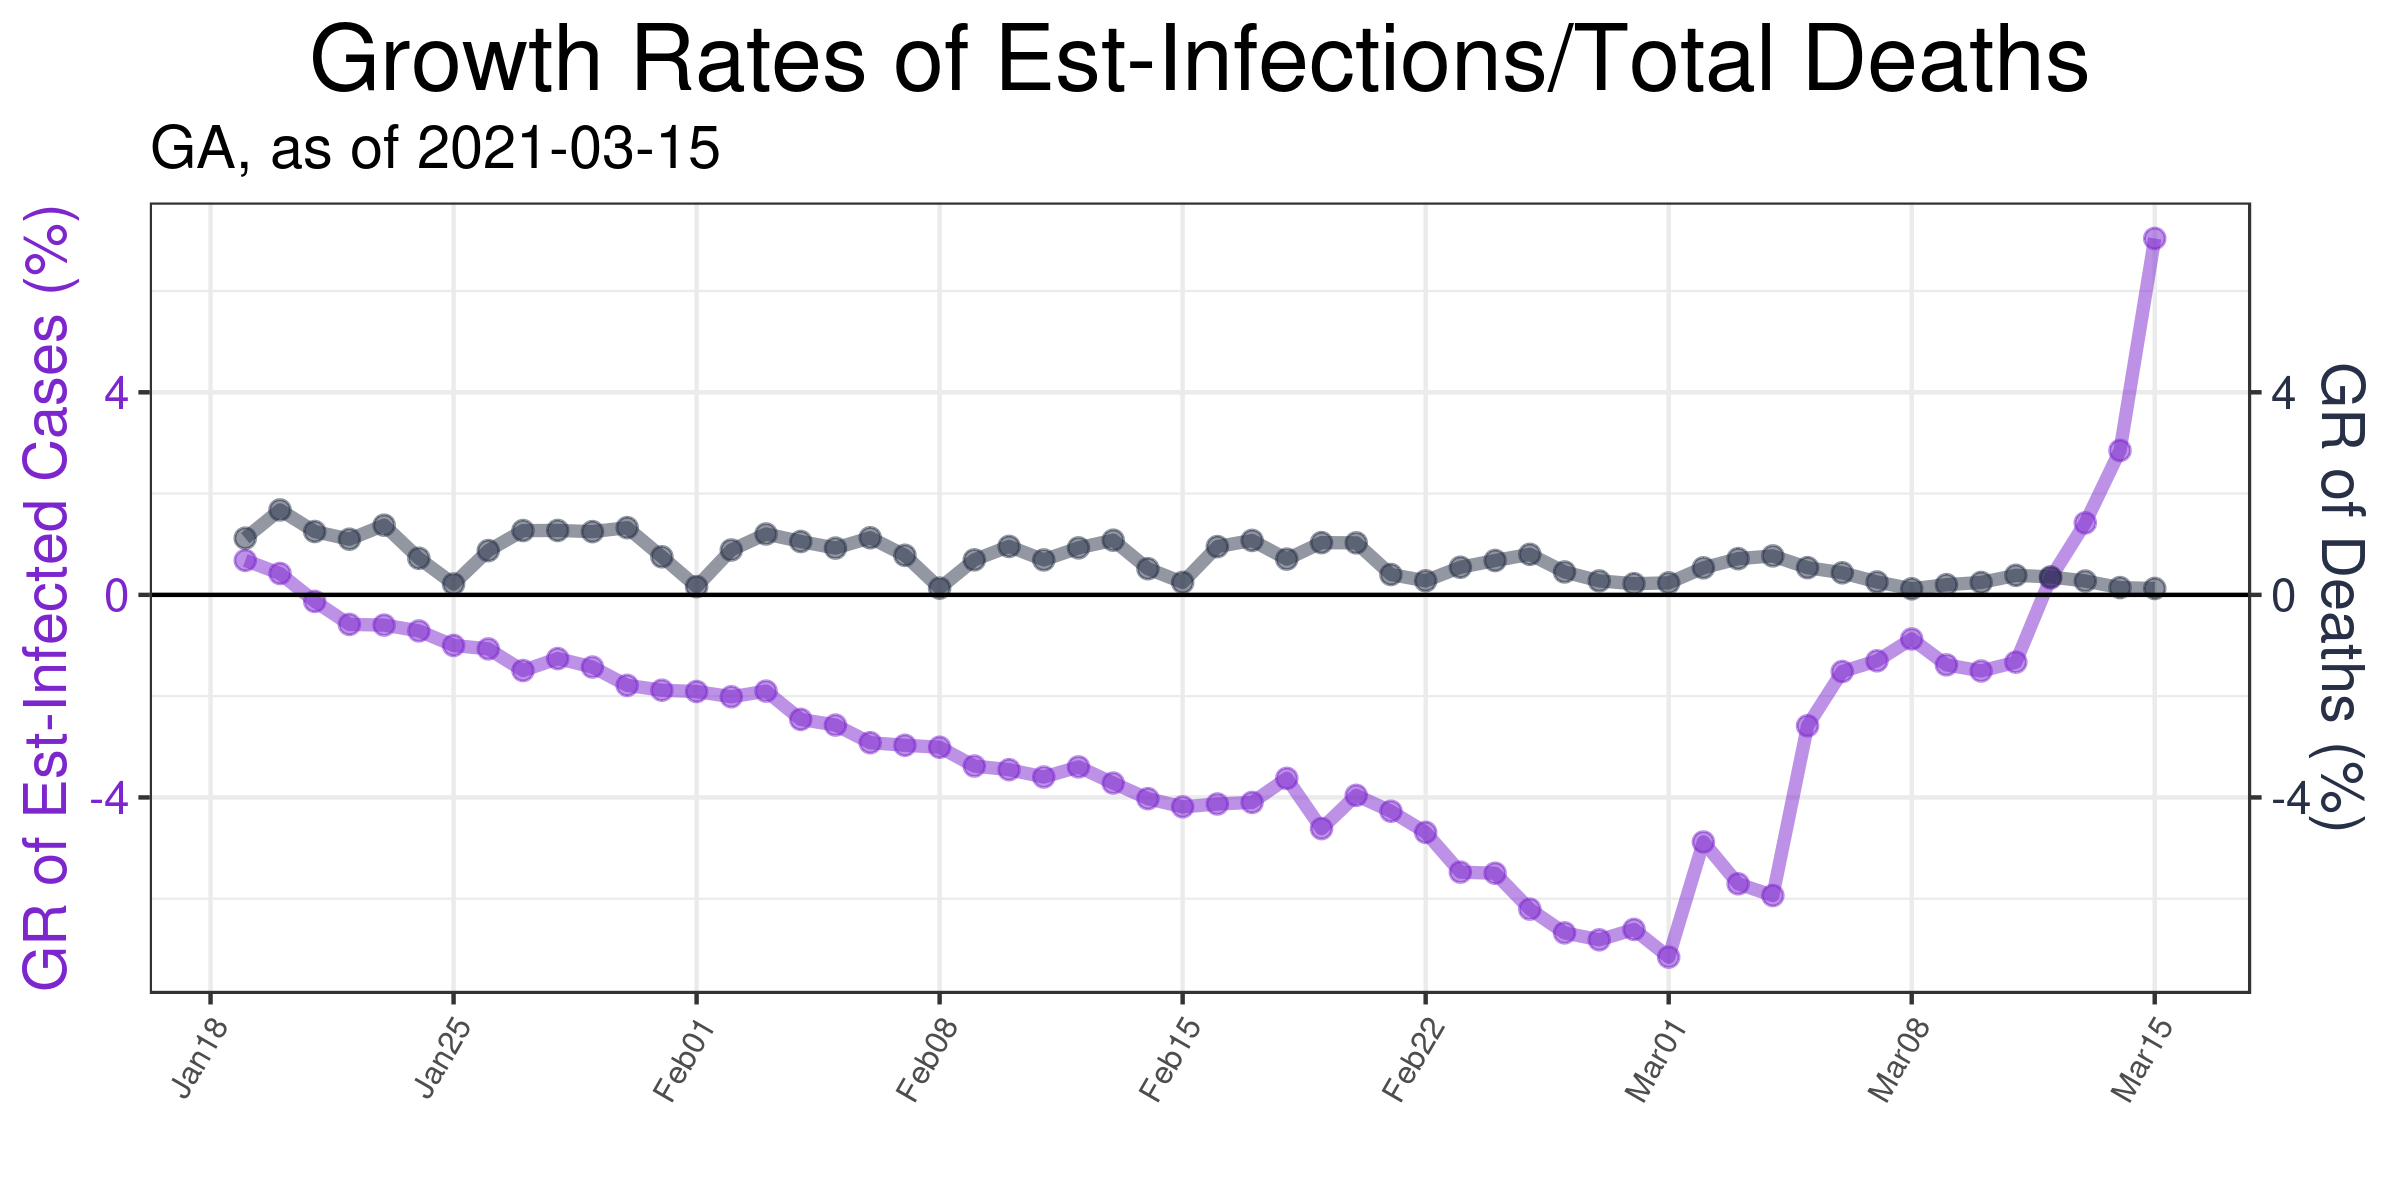 Growth Rates of Est-Infections/Total Deaths
GA, as of 2021-03-15
GR of Est-Infected Cases (%)
4
0
-4
4
0
-4
GR of Deaths (%)
Jan18
Jan25
Feb01
Feb08
Feb15
Feb22
Mar01
Mar08
Mar15